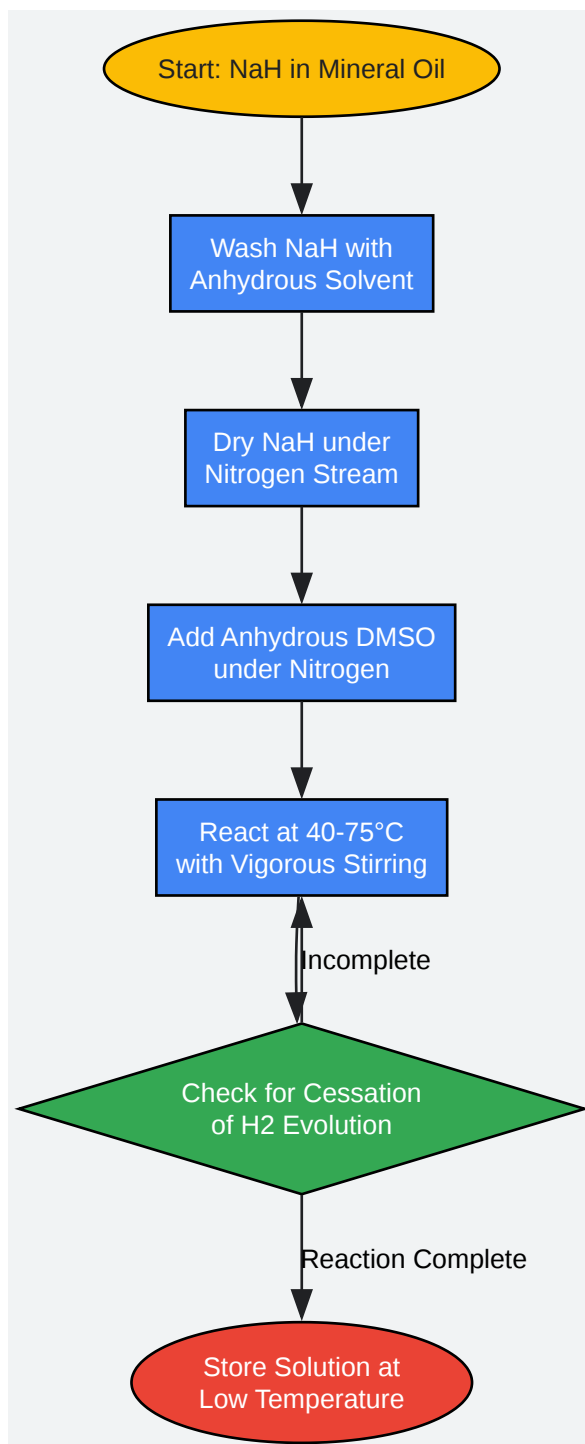 Start: NaH in Mineral Oil
Wash NaH with
Anhydrous Solvent
Dry NaH under
Nitrogen Stream
Add Anhydrous DMSO
under Nitrogen
React at 40-75°C
with Vigorous Stirring
Incomplete
Check for Cessation
of H2 Evolution
Reaction Complete
Store Solution at
Low Temperature